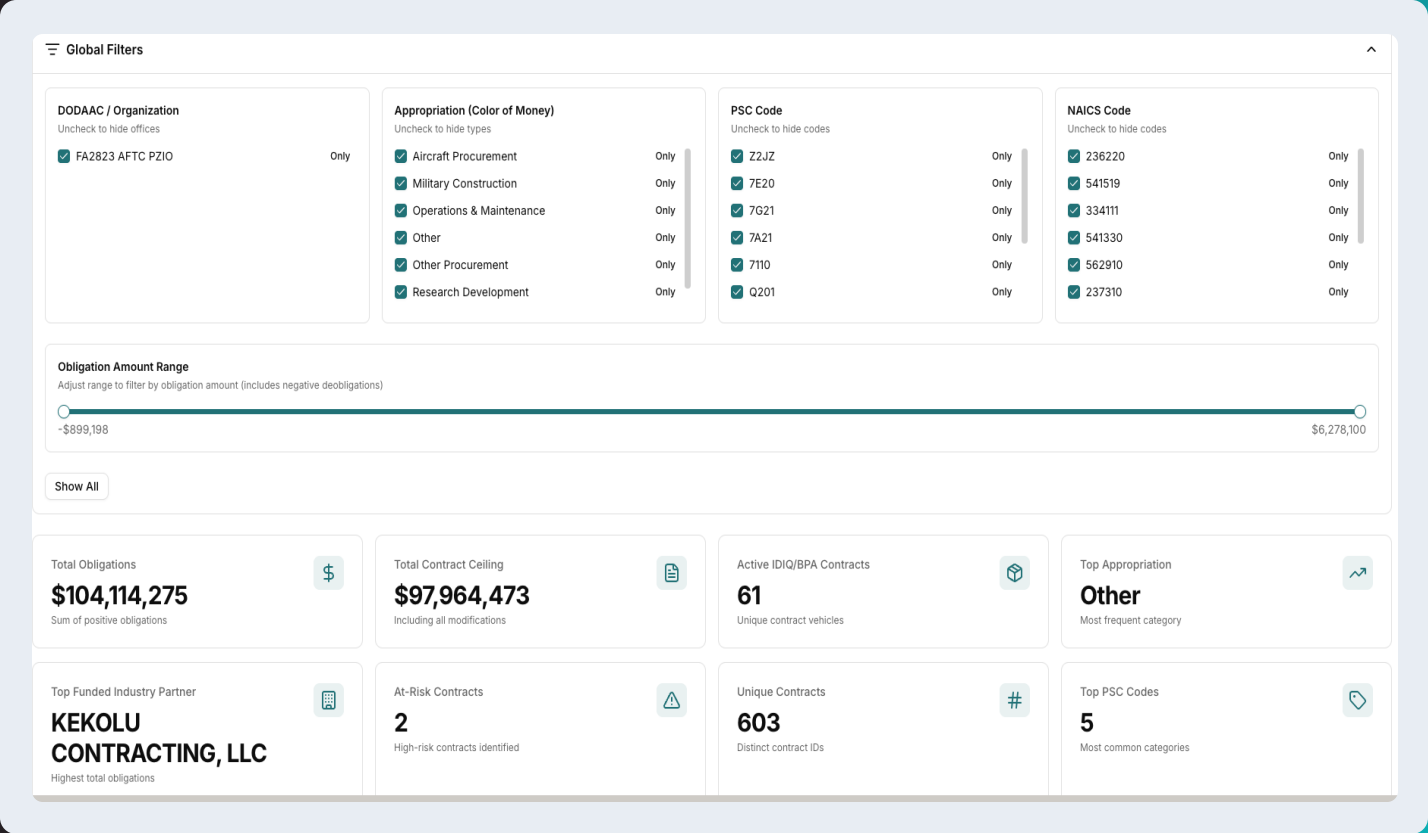 Global Filters
DODAAC / Organization
Uncheck to hide offices
FA2823 AFTC PZIO Only
Appropriation (Color of Money)
Uncheck to hide types
Aircraft Procurement Only
Military Construction Only
Operations & Maintenance Only
Other Only
Other Procurement Only
Research Development Only
PSC Code
Uncheck to hide codes
Z2JZ Only
7E20 Only
7G21 Only
7A21 Only
7110 Only
Q201 Only
NAICS Code
Uncheck to hide codes
236220 Only
541519 Only
334111 Only
541330 Only
562910 Only
237310 Only
Obligation Amount Range
Adjust range to filter by obligation amount (includes negative deobligations)
-$899,198 $6,278,100
Show All
Total Obligations
$104,114,275
Sum of positive obligations
Total Contract Ceiling
$97,964,473
Including all modifications
Active IDIQ/BPA Contracts
61
Unique contract vehicles
Top Appropriation
Other
Most frequent category
Top Funded Industry Partner
KEKOLU
CONTRACTING, LLC
Highest total obligations
At-Risk Contracts
2
High-risk contracts identified
Unique Contracts
603
Distinct contract IDs
Top PSC Codes
5
Most common categories